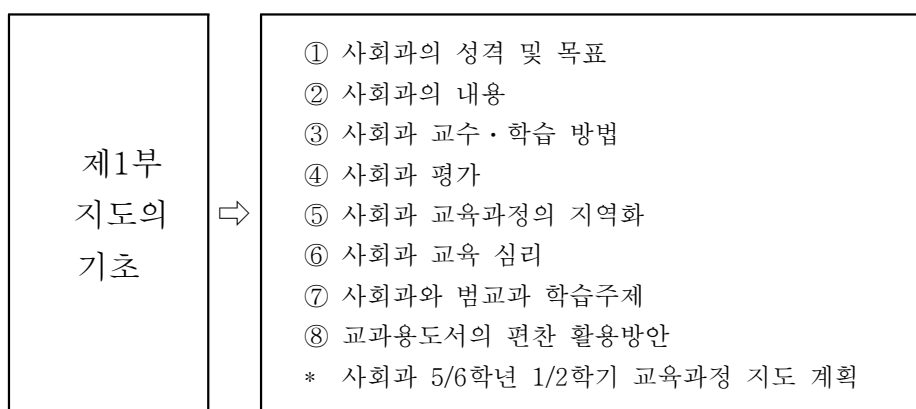 제1부
지도의
기초
⇨
① 사회과의 성격 및 목표
② 사회과의 내용
③ 사회과 교수·학습 방법
④ 사회과 평가
⑤ 사회과 교육과정의 지역화
⑥ 사회과 교육 심리
⑦ 사회과와 범교과 학습주제
⑧ 교과용도서의 편찬 활용방안
* 사회과 5/6학년 1/2학기 교육과정 지도 계획